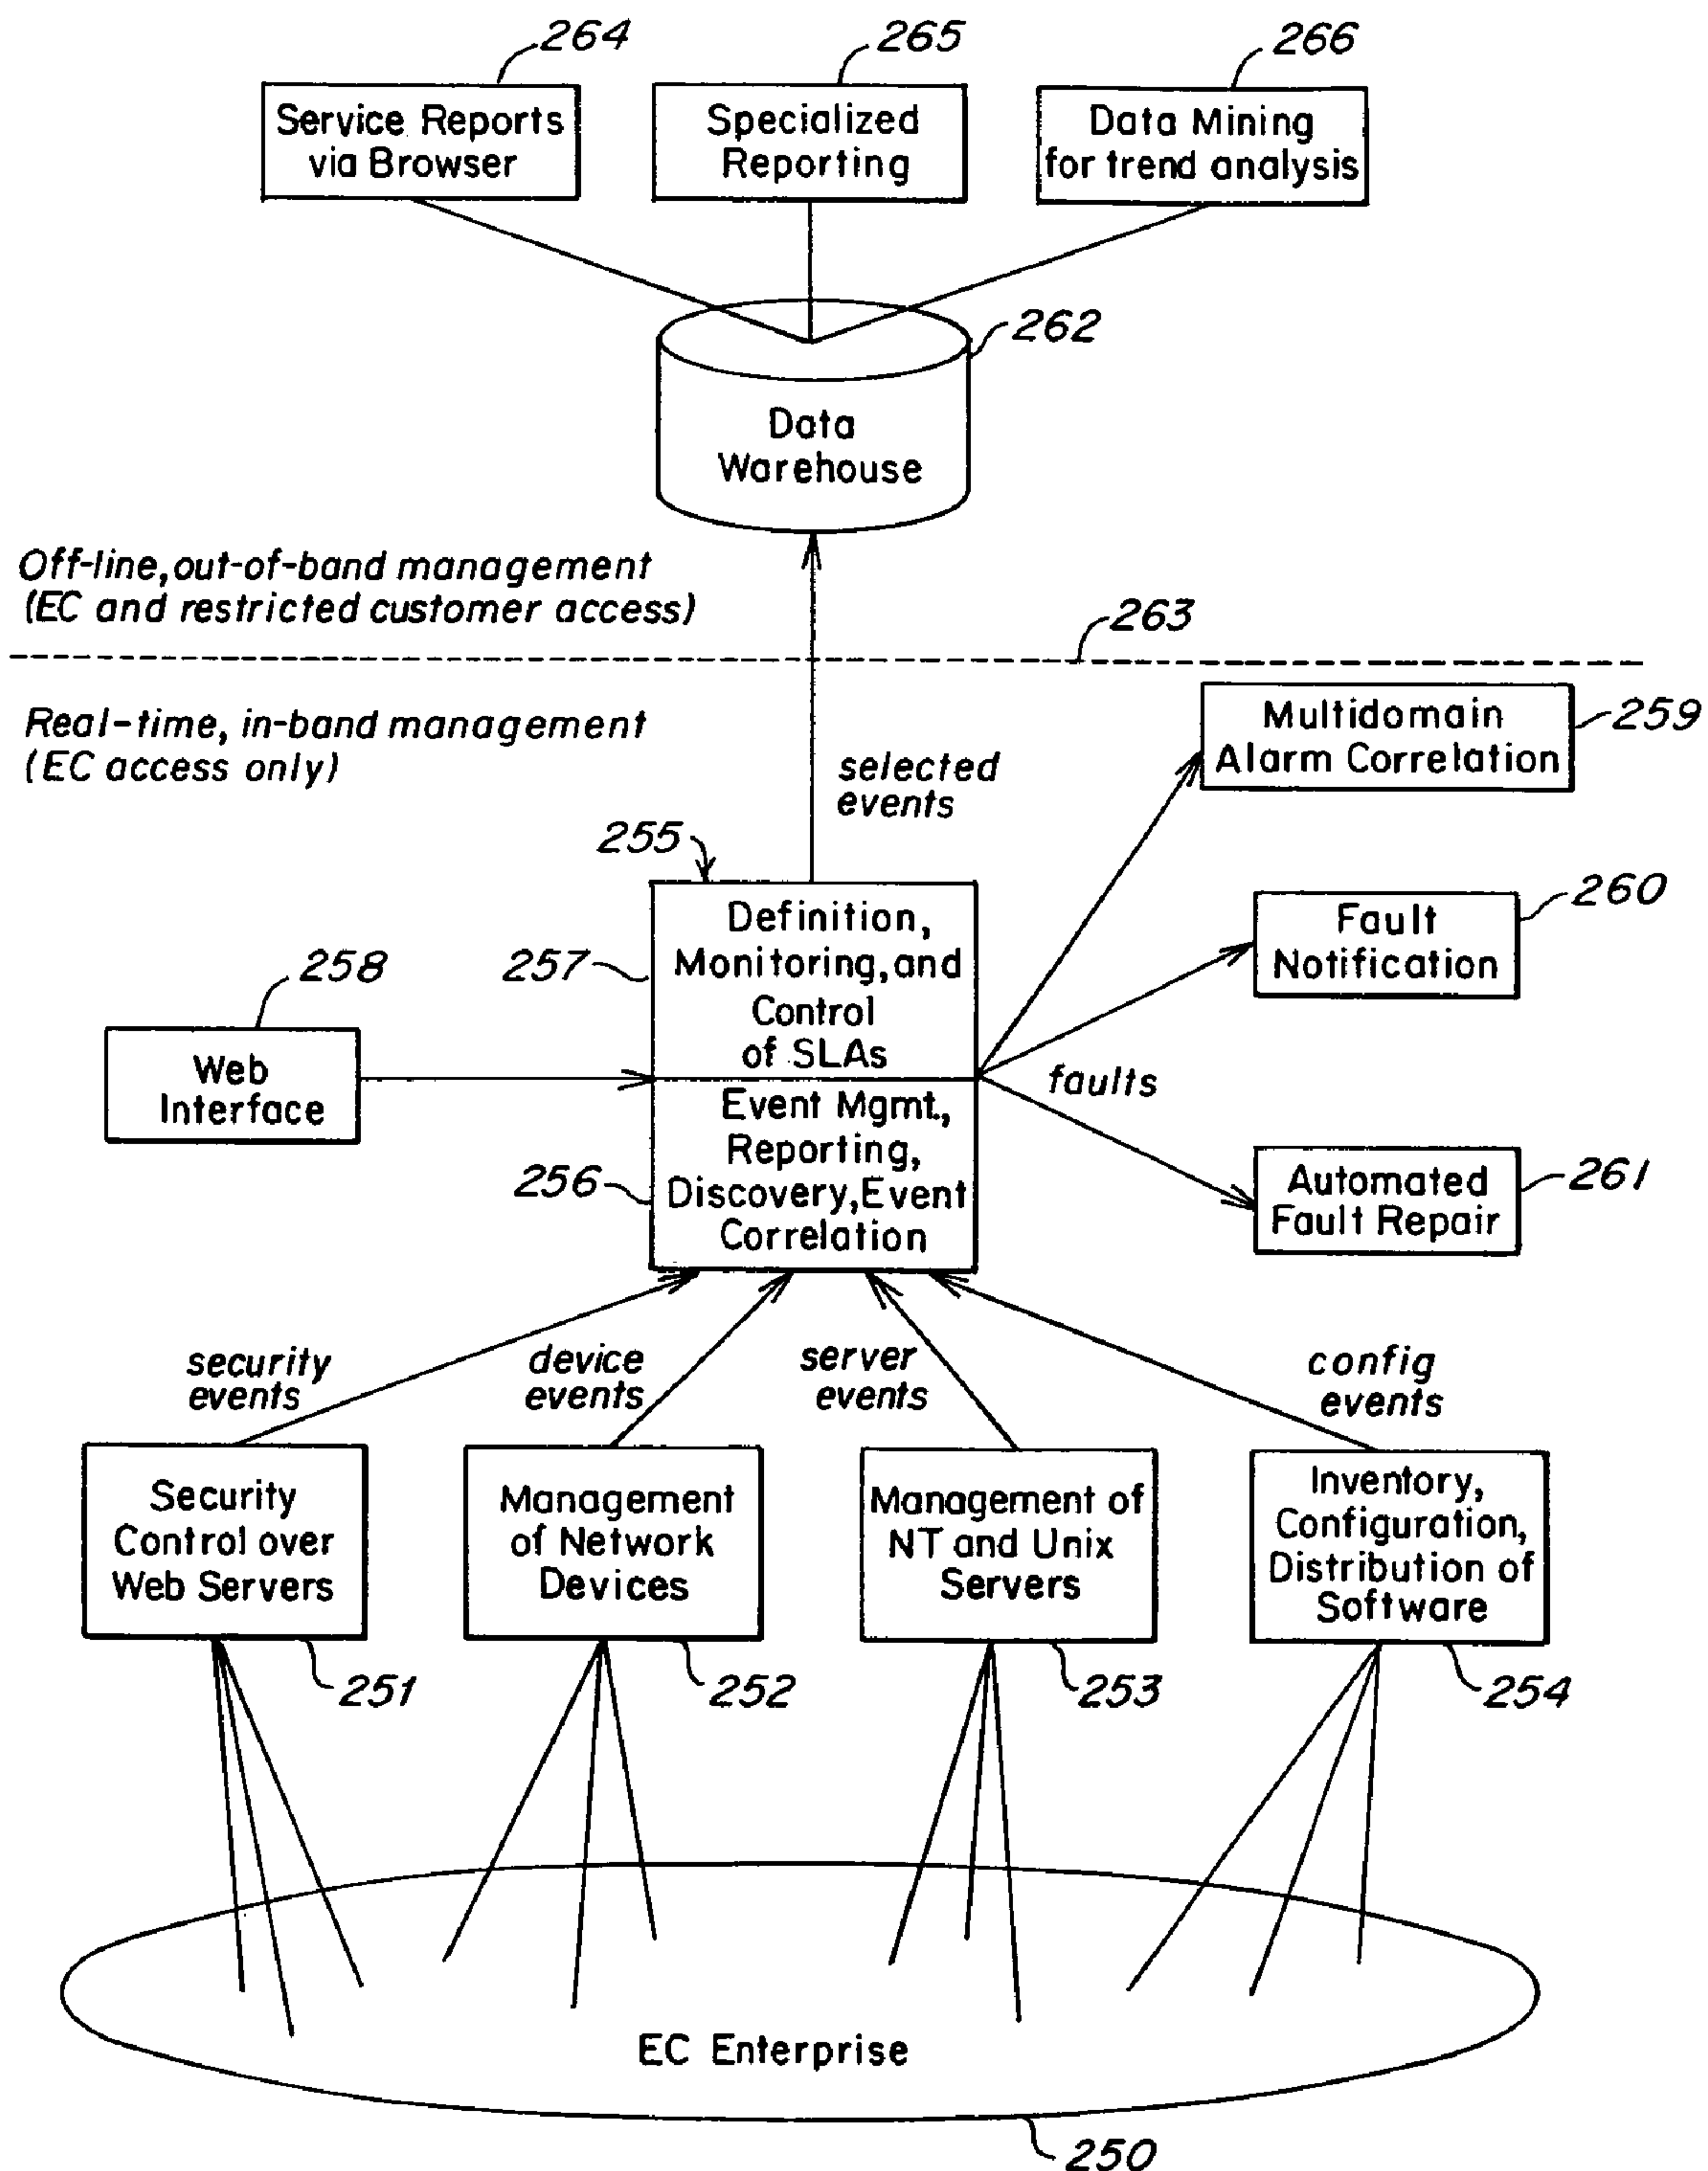 264
265
266
Service Reports
via Browser
Specialized
Reporting
Data Mining
for trend analysis
262
Data
Warehouse
Off-line, out-of-band management
(EC and restricted customer access)
263
Real-time, in-band management
(EC access only)
selected
events
Multidomain
Alarm Correlation
259
255
257
Definition,
Monitoring, and
Control
of SLAs
Fault
Notification
260
258
Web
Interface
faults
256
Event Mgmt.,
Reporting,
Discovery, Event
Correlation
Automated
Fault Repair
261
security
events
device
events
server
events
config
events
Security
Control over
Web Servers
Management
of Network
Devices
Management of
NT and Unix
Servers
Inventory,
Configuration,
Distribution of
Software
251
252
253
254
EC Enterprise
250